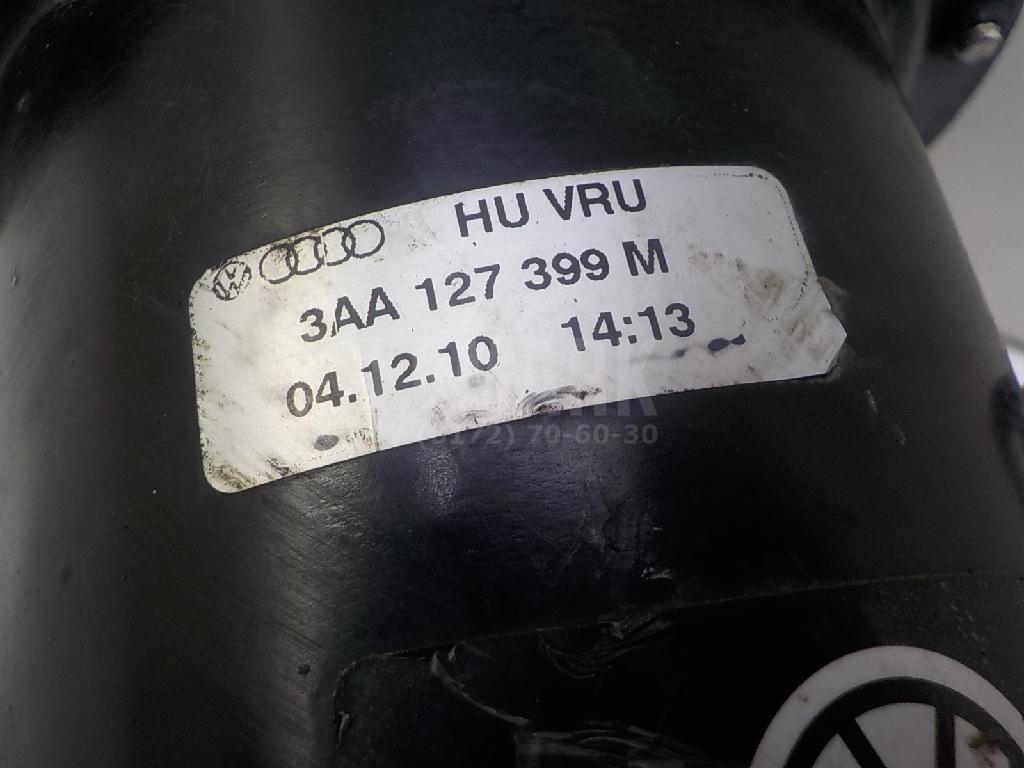 HU VRU
3AA 127 399 M
04.12.10 14:13
8172) 70-60-30